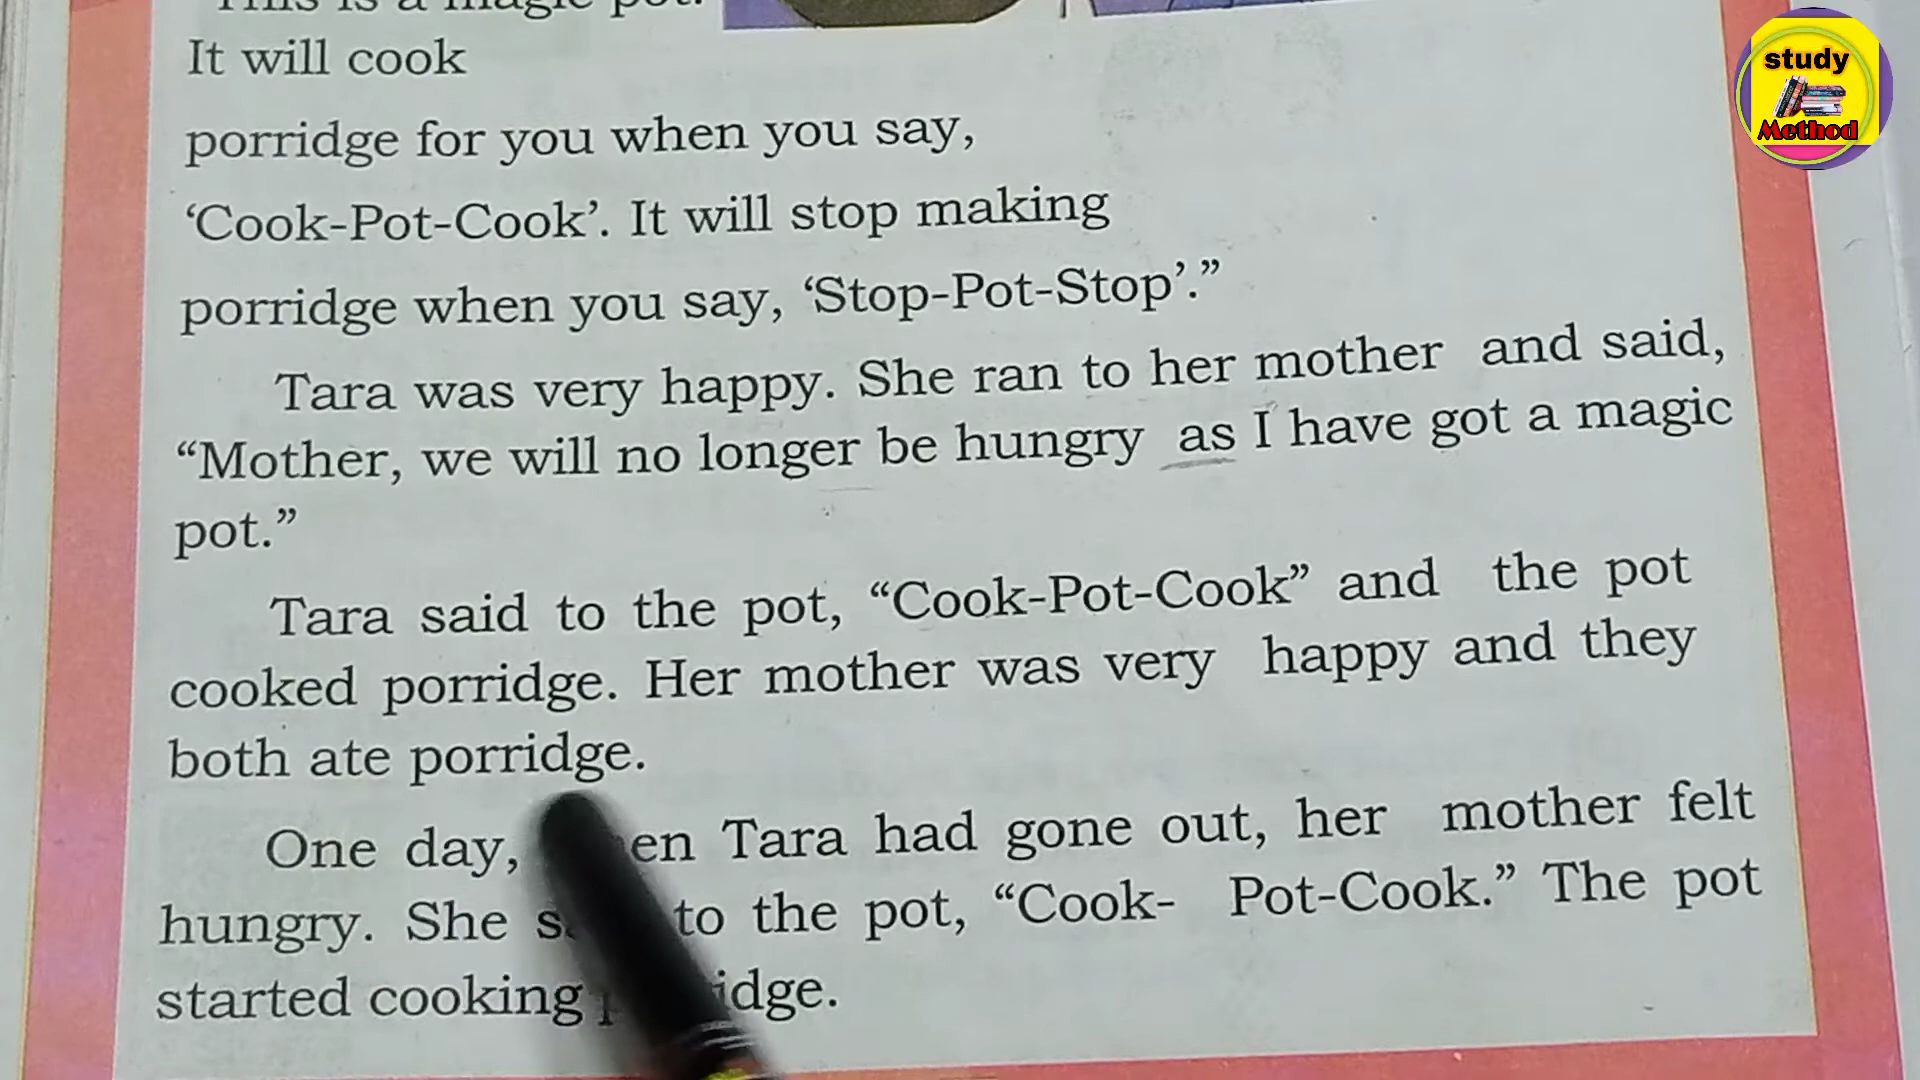 This is a magic pot.
It will cook
porridge for you when you say,
‘Cook-Pot-Cook’. It will stop making
porridge when you say, ‘Stop-Pot-Stop’.”
Tara was very happy. She ran to her mother and said,
“Mother, we will no longer be hungry as I have got a magic
pot.”
Tara said to the pot, “Cook-Pot-Cook” and the pot
cooked porridge. Her mother was very happy and they
both ate porridge.
One day, Tara had gone out, her mother felt
hungry. She to the pot, “Cook- Pot-Cook.” The pot
started cooking
study
Method